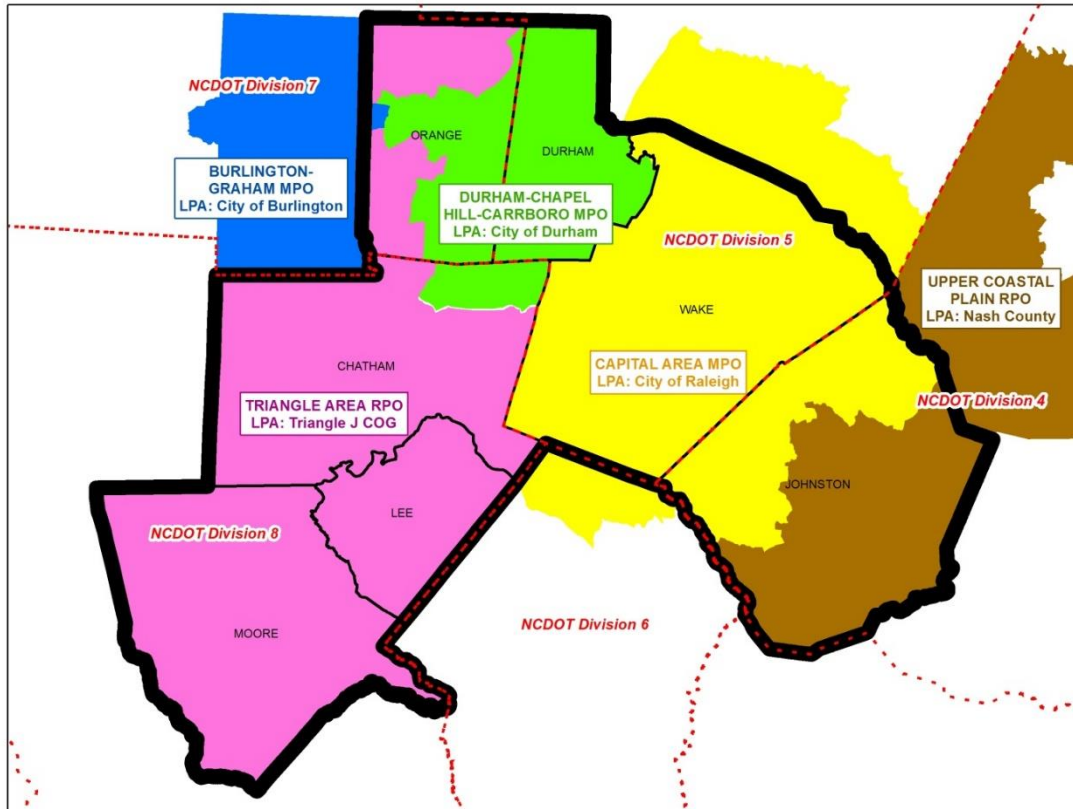 NCDOT Division 7
BURLINGTON-
GRAHAM MPO
LPA: City of Burlington
ORANGE
DURHAM
DURHAM-CHAPEL
HILL-CARRBORO MPO
LPA: City of Durham
NCDOT Division 5
UPPER COASTAL
PLAIN RPO
LPA: Nash County
WAKE
CHATHAM
CAPITAL AREA MPO
LPA: City of Raleigh
TRIANGLE AREA RPO
LPA: Triangle J COG
NCDOT Division 4
JOHNSTON
LEE
NCDOT Division 8
NCDOT Division 6
MOORE